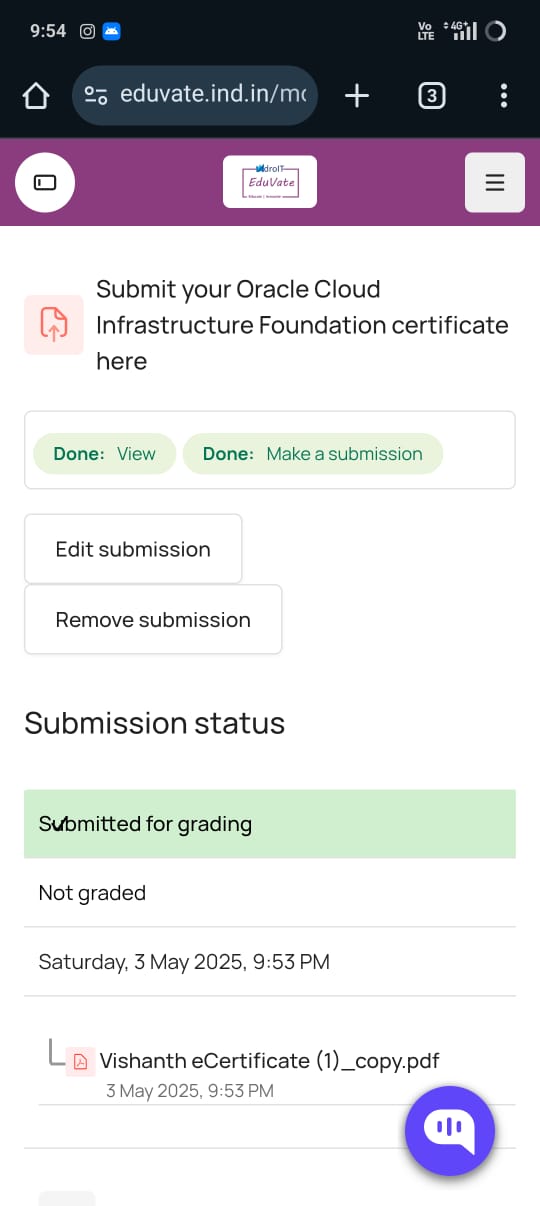 9:54
Vo LTE 4G+
eduvate.ind.in/mo
3
EduVate
Submit your Oracle Cloud
Infrastructure Foundation certificate
here
Done: View Done: Make a submission
Edit submission
Remove submission
Submission status
Submitted for grading
Not graded
Saturday, 3 May 2025, 9:53 PM
Vishanth eCertificate (1)_copy.pdf
3 May 2025, 9:53 PM